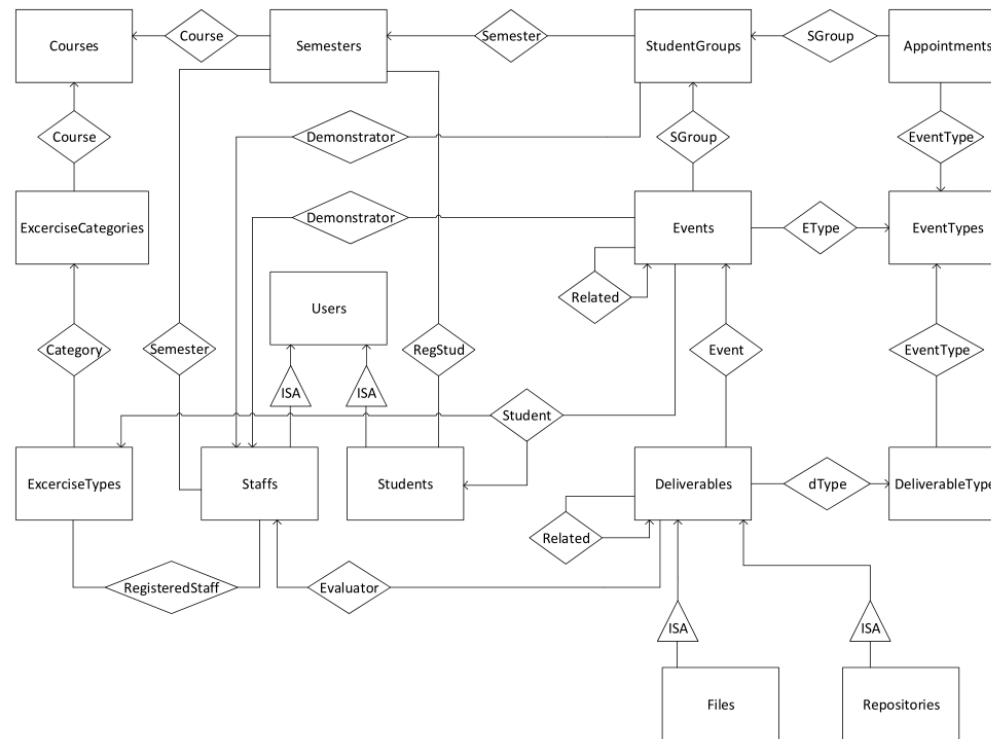 Courses
Course
Semesters
Semester
StudentGroups
SGroup
Appointments
Course
Demonstrator
SGroup
EventType
ExcerciseCategories
Demonstrator
Events
EType
EventTypes
Related
Users
Category
Semester
RegStud
Event
EventType
ISA
ISA
Student
ExcerciseTypes
Staffs
Students
Deliverables
dType
DeliverableType
Related
RegisteredStaff
Evaluator
ISA
ISA
Files
Repositories